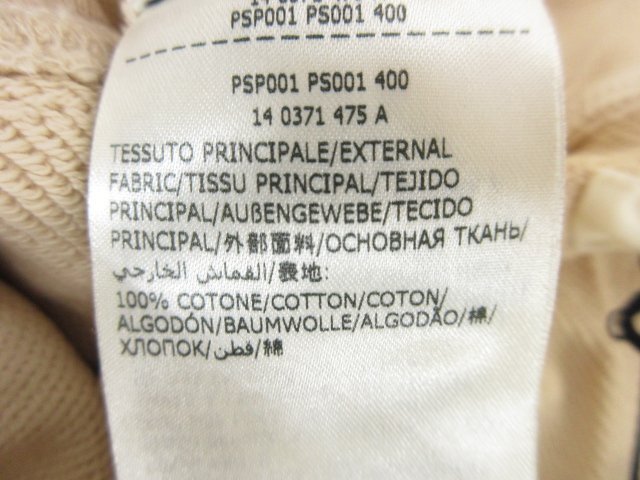 PSP001 PS001 400
PSP001 PS001 400
14 0371 475 A
TESSUTO PRINCIPALE/EXTERNAL
FABRIC/TISSU PRINCIPAL/TEJIDO
PRINCIPAL/AUßENGEWEBE/TECIDO
PRINCIPAL/外部面料/ОСНОВНАЯ ТКАНЬ/
القماش الخارجي/表地:
100% COTONE/COTTON/COTON/
ALGODÓN/BAUMWOLLE/ALGODÃO/棉/
ХЛОПОК/قطن/綿